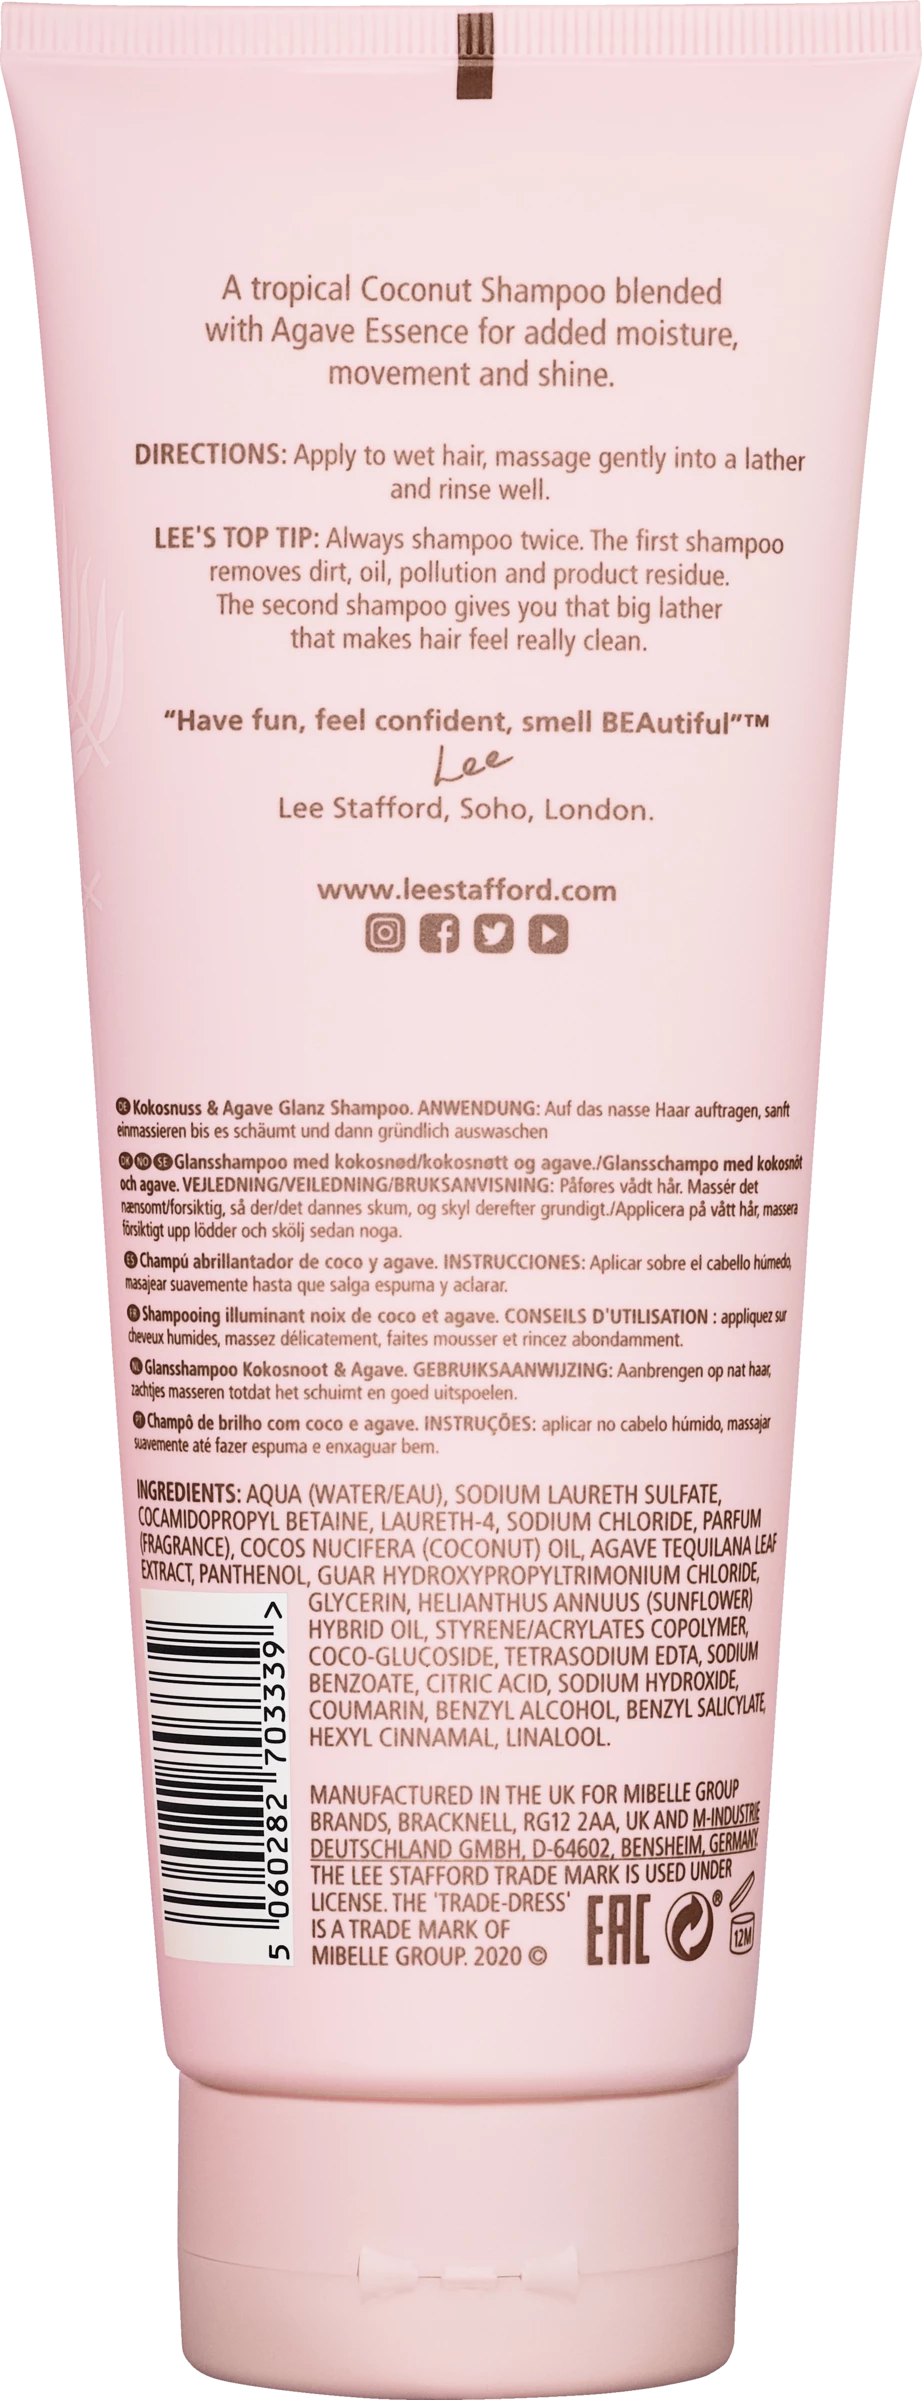 A tropical Coconut Shampoo blended
with Agave Essence for added moisture,
movement and shine.
DIRECTIONS: Apply to wet hair, massage gently into a lather
and rinse well.
LEE'S TOP TIP: Always shampoo twice. The first shampoo
removes dirt, oil, pollution and product residue.
The second shampoo gives you that big lather
that makes hair feel really clean.
"Have fun, feel confident, smell BEAutiful"™
Lee
Lee Stafford, Soho, London.
www.leestafford.com
DE Kokosnuss & Agave Glanz Shampoo. ANWENDUNG: Auf das nasse Haar auftragen, sanft
einmassieren bis es schäumt und dann gründlich auswaschen
DK NO SE Glansshampoo med kokosnød/kokosnøtt og agave./Glansschampo med kokosnöt
och agave. VEJLEDNING/VEILEDNING/BRUKSANVISNING: Påføres vådt hår. Massér det
nænsomt/forsiktig, så der/det dannes skum, og skyl derefter grundigt./Applicera på vått hår, massera
försiktigt upp lödder och skölj sedan noga.
ES Champú abrillantador de coco y agave. INSTRUCCIONES: Aplicar sobre el cabello húmedo,
masajear suavemente hasta que salga espuma y aclarar.
FR Shampooing illuminant noix de coco et agave. CONSEILS D'UTILISATION : appliquez sur
cheveux humides, massez délicatement, faites mousser et rincez abondamment.
NL Glansshampoo Kokosnoot & Agave. GEBRUIKSAANWIJZING: Aanbrengen op nat haar,
zachtjes masseren totdat het schuimt en goed uitspoelen.
PT Champô de brilho com coco e agave. INSTRUÇÕES: aplicar no cabelo húmido, massajar
suavemente até fazer espuma e enxaguar bem.
INGREDIENTS: AQUA (WATER/EAU), SODIUM LAURETH SULFATE,
COCAMIDOPROPYL BETAINE, LAURETH-4, SODIUM CHLORIDE, PARFUM
(FRAGRANCE), COCOS NUCIFERA (COCONUT) OIL, AGAVE TEQUILANA LEAF
EXTRACT, PANTHENOL, GUAR HYDROXYPROPYLTRIMONIUM CHLORIDE,
GLYCERIN, HELIANTHUS ANNUUS (SUNFLOWER)
HYBRID OIL, STYRENE/ACRYLATES COPOLYMER,
COCO-GLUCOSIDE, TETRASODIUM EDTA, SODIUM
BENZOATE, CITRIC ACID, SODIUM HYDROXIDE,
COUMARIN, BENZYL ALCOHOL, BENZYL SALICYLATE,
HEXYL CINNAMAL, LINALOOL.
5 060282 703339 >
MANUFACTURED IN THE UK FOR MIBELLE GROUP
BRANDS, BRACKNELL, RG12 2AA, UK AND M-INDUSTRIE
DEUTSCHLAND GMBH, D-64602, BENSHEIM, GERMANY.
THE LEE STAFFORD TRADE MARK IS USED UNDER
LICENSE. THE 'TRADE-DRESS'
IS A TRADE MARK OF
MIBELLE GROUP. 2020 ©
EAC
®
12M